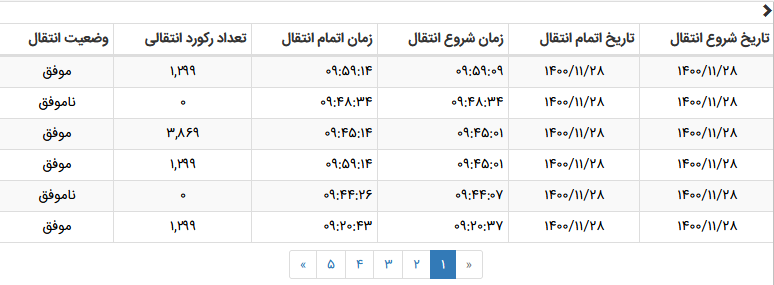 تاریخ شروع انتقال تاریخ اتمام انتقال زمان شروع انتقال زمان اتمام انتقال تعداد رکورد انتقالی وضعیت انتقال
۱۴۰۰/۱۱/۲۸ ۱۴۰۰/۱۱/۲۸ ۰۹:۵۹:۰۹ ۰۹:۵۹:۱۴ ۱,۲۹۹ موفق
۱۴۰۰/۱۱/۲۸ ۱۴۰۰/۱۱/۲۸ ۰۹:۴۸:۳۴ ۰۹:۴۸:۳۴ ۰ ناموفق
۱۴۰۰/۱۱/۲۸ ۱۴۰۰/۱۱/۲۸ ۰۹:۴۵:۰۱ ۰۹:۴۵:۱۴ ۳,۸۶۹ موفق
۱۴۰۰/۱۱/۲۸ ۱۴۰۰/۱۱/۲۸ ۰۹:۴۵:۰۱ ۰۹:۵۹:۱۴ ۱,۲۹۹ موفق
۱۴۰۰/۱۱/۲۸ ۱۴۰۰/۱۱/۲۸ ۰۹:۴۴:۰۷ ۰۹:۴۴:۲۶ ۰ ناموفق
۱۴۰۰/۱۱/۲۸ ۱۴۰۰/۱۱/۲۸ ۰۹:۲۰:۳۷ ۰۹:۲۰:۴۳ ۱,۲۹۹ موفق
« ۱ ۲ ۳ ۴ ۵ »